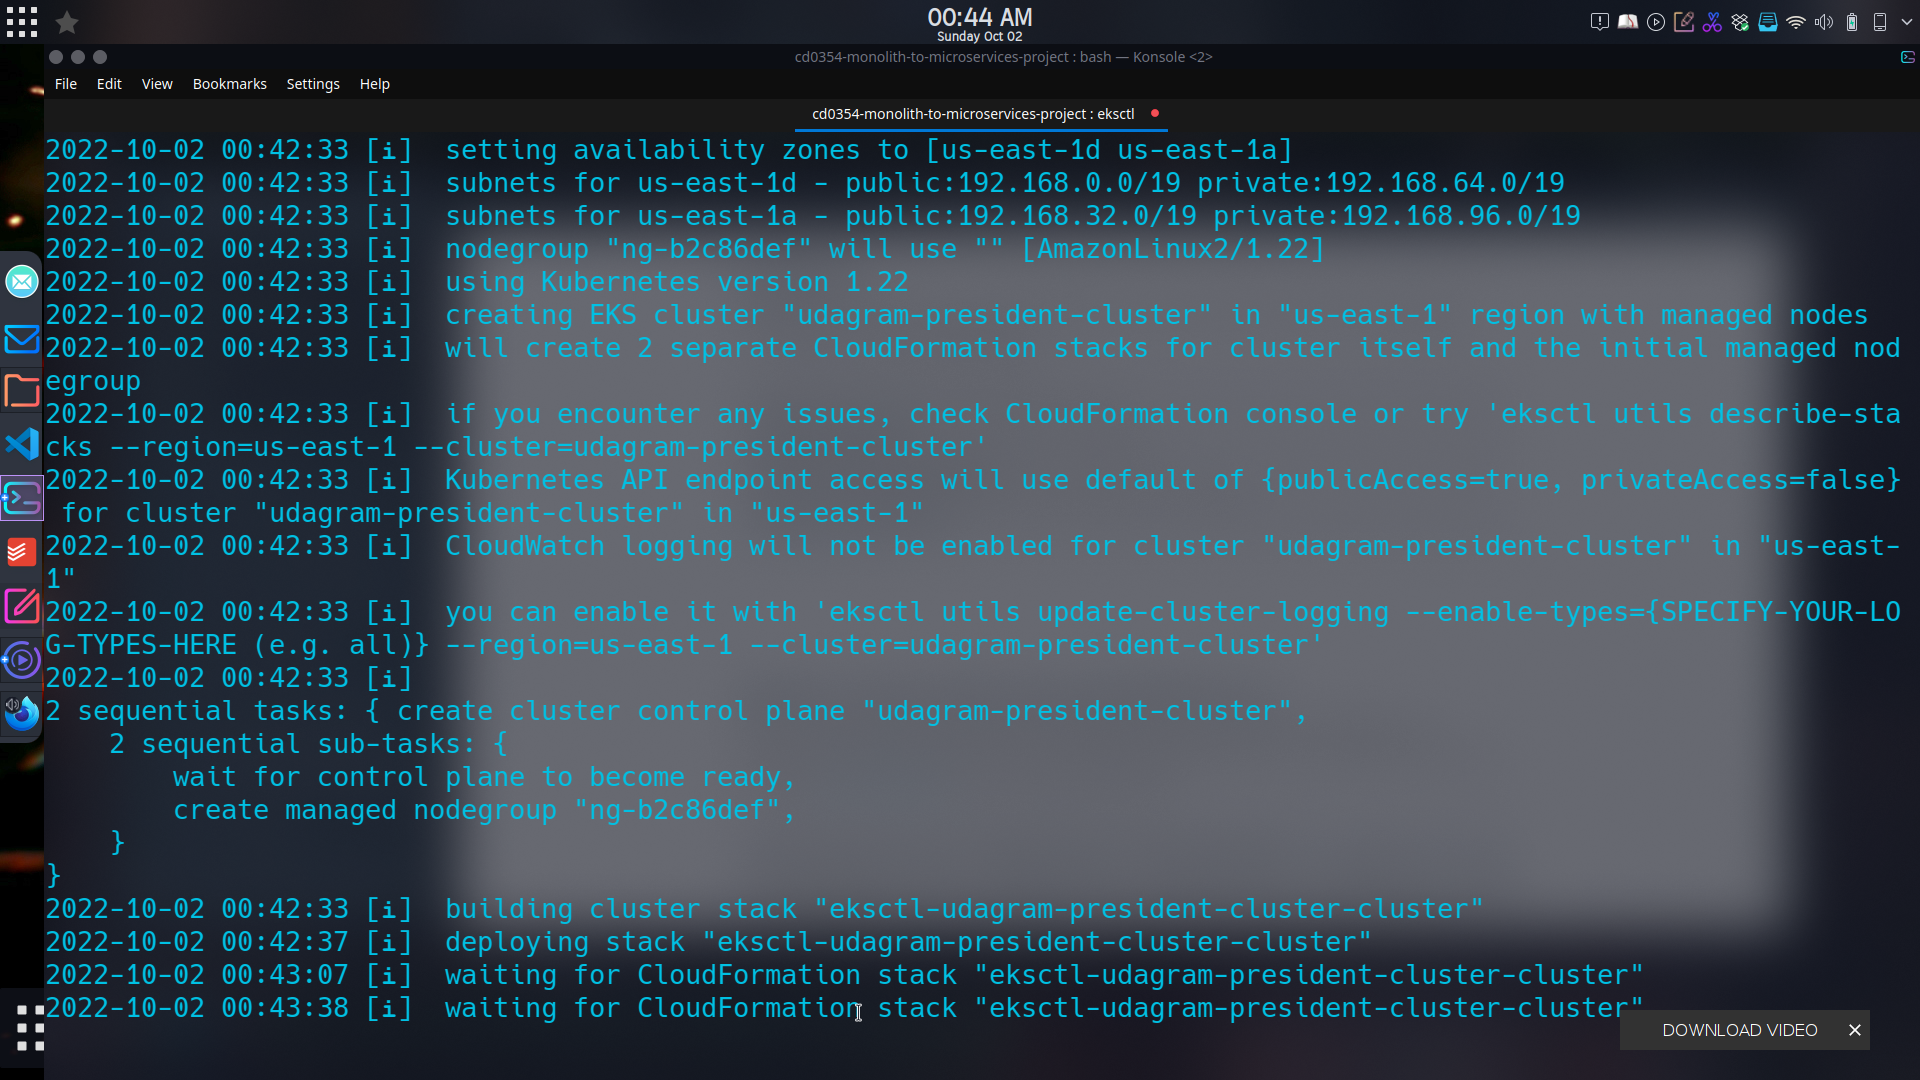 00:44 AM
Sunday Oct 02
cd0354-monolith-to-microservices-project : bash — Konsole <2>
File Edit View Bookmarks Settings Help
cd0354-monolith-to-microservices-project : eksctl
2022-10-02 00:42:33 [i]  setting availability zones to [us-east-1d us-east-1a]
2022-10-02 00:42:33 [i]  subnets for us-east-1d - public:192.168.0.0/19 private:192.168.64.0/19
2022-10-02 00:42:33 [i]  subnets for us-east-1a - public:192.168.32.0/19 private:192.168.96.0/19
2022-10-02 00:42:33 [i]  nodegroup "ng-b2c86def" will use "" [AmazonLinux2/1.22]
2022-10-02 00:42:33 [i]  using Kubernetes version 1.22
2022-10-02 00:42:33 [i]  creating EKS cluster "udagram-president-cluster" in "us-east-1" region with managed nodes
2022-10-02 00:42:33 [i]  will create 2 separate CloudFormation stacks for cluster itself and the initial managed nod
egroup
2022-10-02 00:42:33 [i]  if you encounter any issues, check CloudFormation console or try 'eksctl utils describe-sta
cks --region=us-east-1 --cluster=udagram-president-cluster'
2022-10-02 00:42:33 [i]  Kubernetes API endpoint access will use default of {publicAccess=true, privateAccess=false}
 for cluster "udagram-president-cluster" in "us-east-1"
2022-10-02 00:42:33 [i]  CloudWatch logging will not be enabled for cluster "udagram-president-cluster" in "us-east-
1"
2022-10-02 00:42:33 [i]  you can enable it with 'eksctl utils update-cluster-logging --enable-types={SPECIFY-YOUR-LO
G-TYPES-HERE (e.g. all)} --region=us-east-1 --cluster=udagram-president-cluster'
2022-10-02 00:42:33 [i]
2 sequential tasks: { create cluster control plane "udagram-president-cluster",
    2 sequential sub-tasks: {
        wait for control plane to become ready,
        create managed nodegroup "ng-b2c86def",
    }
}
2022-10-02 00:42:33 [i]  building cluster stack "eksctl-udagram-president-cluster-cluster"
2022-10-02 00:42:37 [i]  deploying stack "eksctl-udagram-president-cluster-cluster"
2022-10-02 00:43:07 [i]  waiting for CloudFormation stack "eksctl-udagram-president-cluster-cluster"
2022-10-02 00:43:38 [i]  waiting for CloudFormation stack "eksctl-udagram-president-cluster-cluster"
DOWNLOAD VIDEO